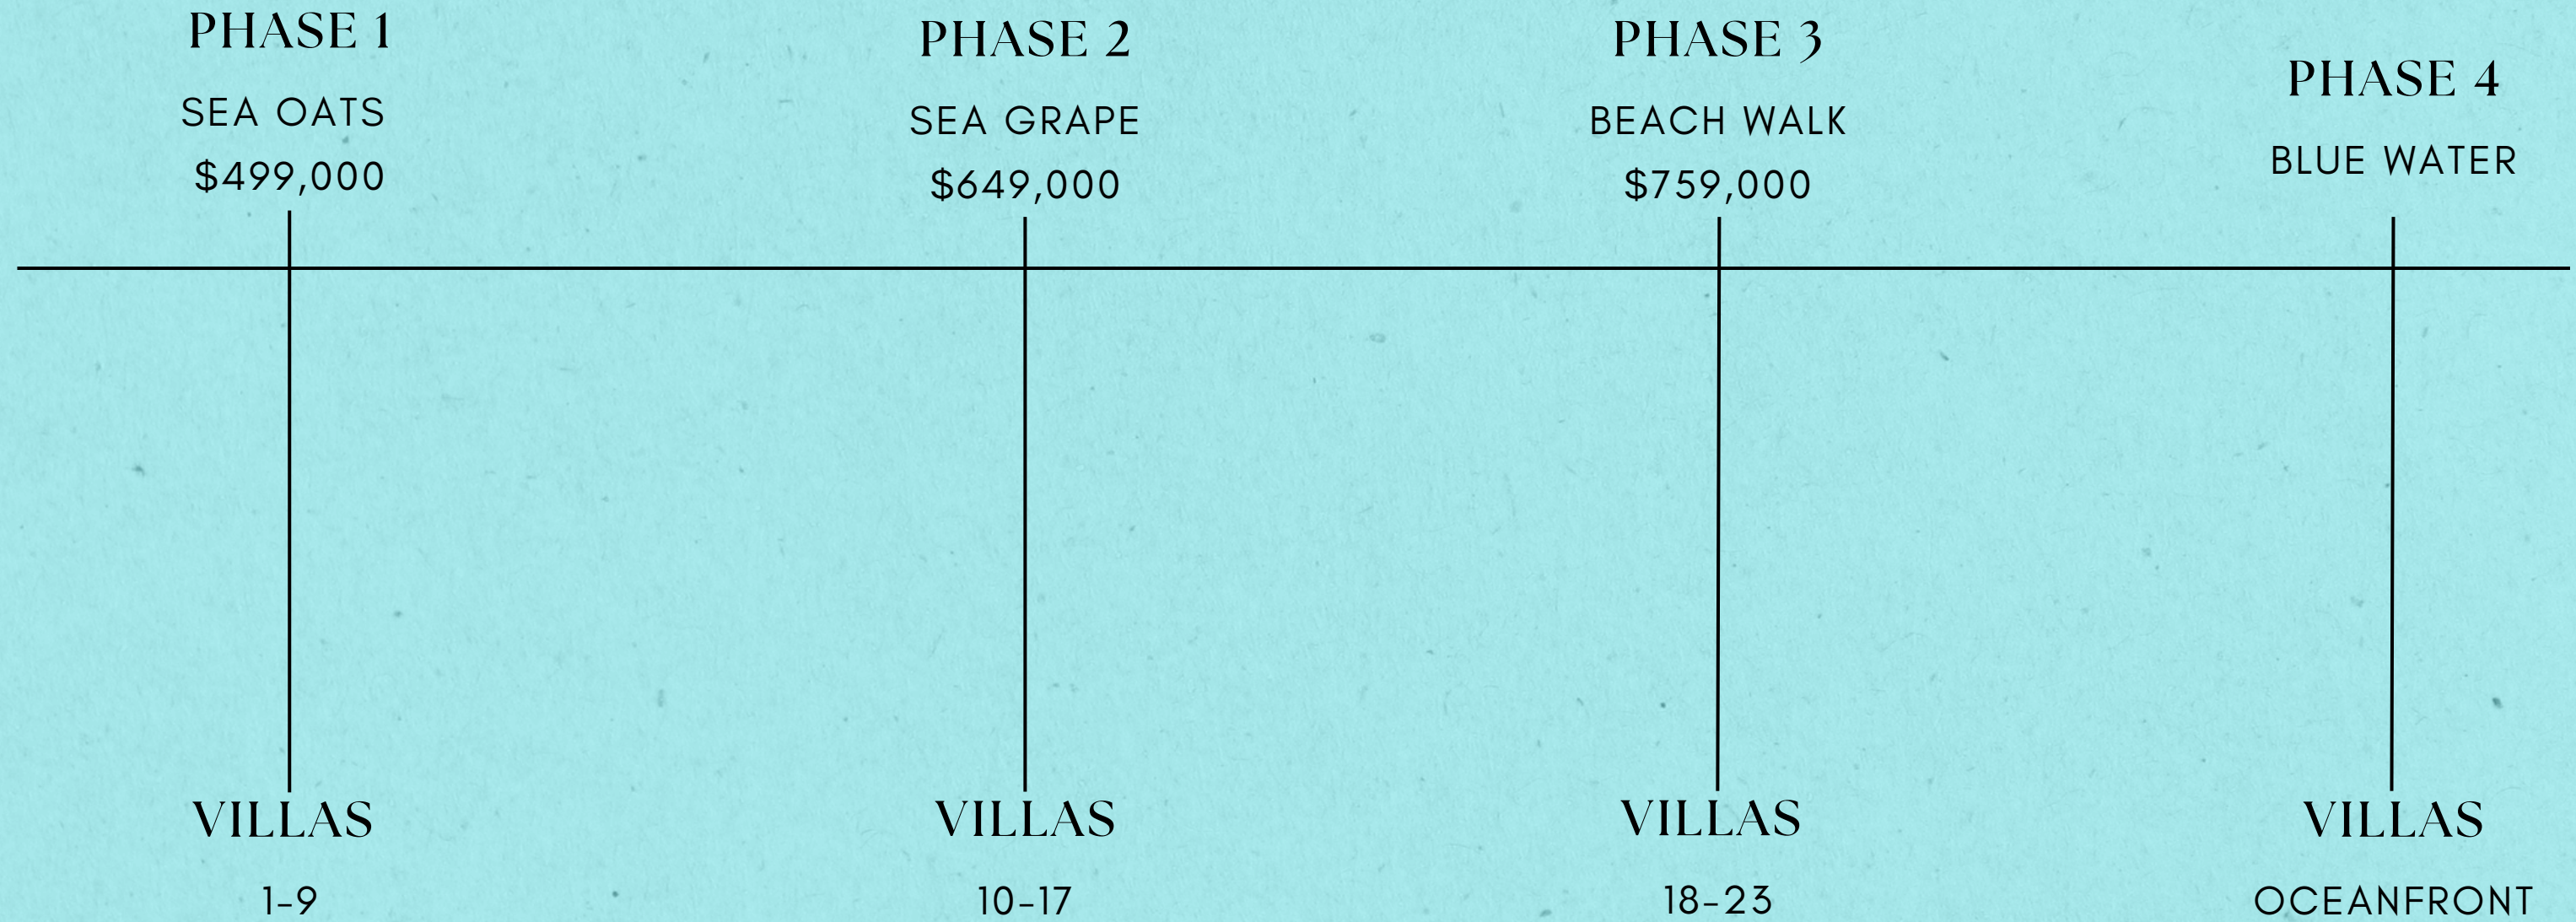 PHASE 1
SEA OATS
$499,000
PHASE 2
SEA GRAPE
$649,000
PHASE 3
BEACH WALK
$759,000
PHASE 4
BLUE WATER
VILLAS
1-9
VILLAS
10-17
VILLAS
18-23
VILLAS
OCEANFRONT